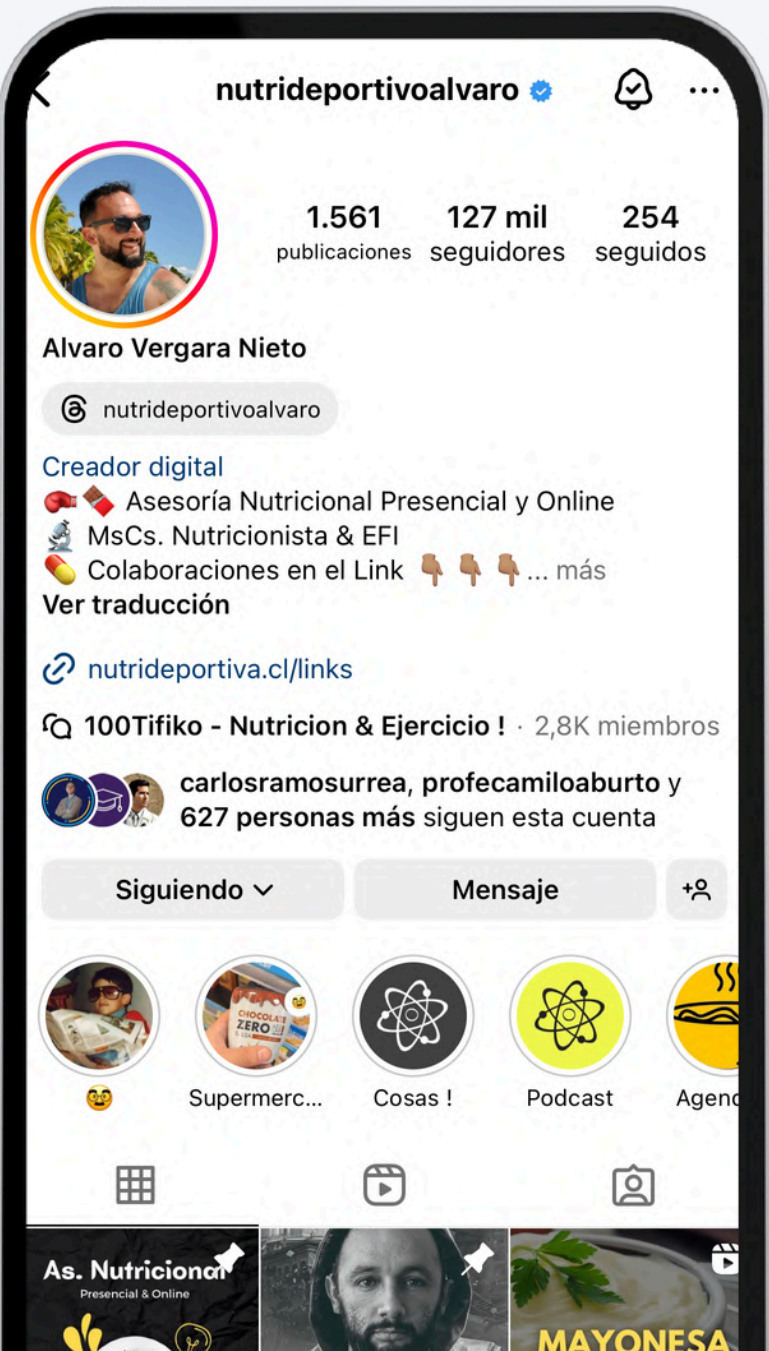 nutrideportivoalvaro
1.561 127 mil 254
publicaciones seguidores seguidos
Alvaro Vergara Nieto
nutrideportivoalvaro
Creador digital
🥊🍫 Asesoría Nutricional Presencial y Online
🔬 MsCs. Nutricionista & EFI
💊 Colaboraciones en el Link 👇🏽👇🏽👇🏽... más
Ver traducción
nutrideportiva.cl/links
100Tifiko - Nutricion & Ejercicio ! · 2,8K miembros
carlosramosurrea, profecamiloaburto y
627 personas más siguen esta cuenta
Siguiendo Mensaje
CHOCOLATE
ZERO
🥸 Supermerc... Cosas ! Podcast Agend
As. Nutricional
Presencial & Online
MAYONESA